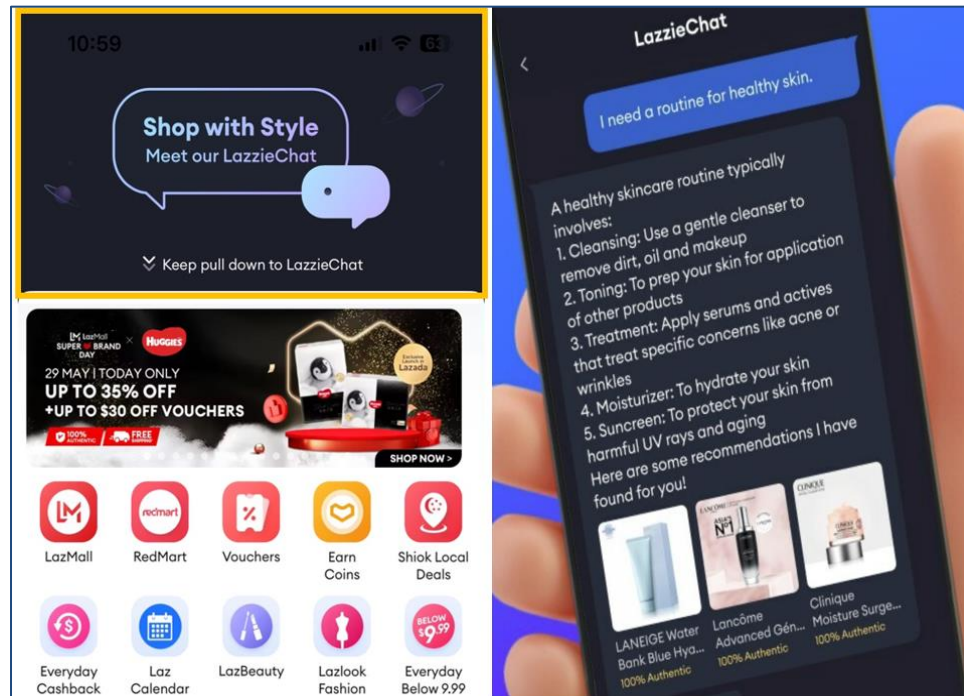 10:59
63
Shop with Style
Meet our LazzieChat
Keep pull down to LazzieChat
LM LazMall
SUPER BRAND
DAY
HUGGIES
29 MAY | TODAY ONLY
UP TO 35% OFF
+UP TO $30 OFF VOUCHERS
100%
AUTHENTIC
FREE
SHIPPING
Exclusive
Launch in
Lazada
SHOP NOW >
LM
redmart
LazMall
RedMart
Vouchers
Earn
Coins
Shiok Local
Deals
BELOW
$9.99
Everyday
Cashback
Laz
Calendar
LazBeauty
Lazlook
Fashion
Everyday
Below 9.99
LazzieChat
I need a routine for healthy skin.
A healthy skincare routine typically
involves:
1. Cleansing: Use a gentle cleanser to
remove dirt, oil and makeup
2. Toning: To prep your skin for application
of other products
3. Treatment: Apply serums and actives
that treat specific concerns like acne or
wrinkles
4. Moisturizer: To hydrate your skin
5. Suncreen: To protect your skin from
harmful UV rays and aging
Here are some recommendations I have
found for you!
LANCÔME
ASIA'S
Nº1
CLINIQUE
LANEIGE Water
Bank Blue Hya...
100% Authentic
Lancôme
Advanced Gén...
100% Authentic
Clinique
Moisture Surge...
100% Authentic